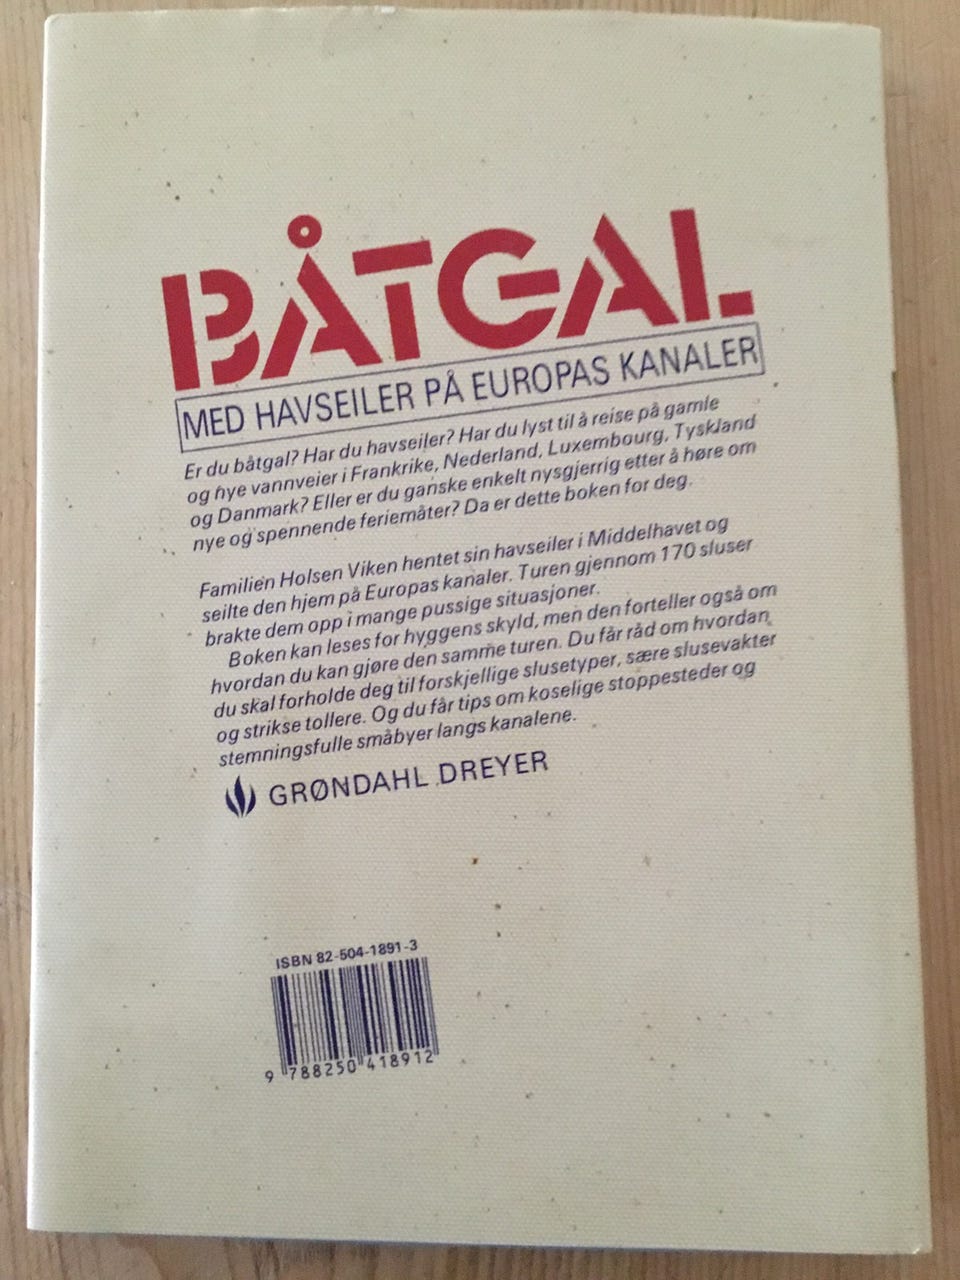 BÅTGAL
MED HAVSEILER PÅ EUROPAS KANALER
Er du båtgal? Har du havseiler? Har du lyst til å reise på gamle
og nye vannveier i Frankrike, Nederland, Luxembourg, Tyskland
og Danmark? Eller er du ganske enkelt nysgjerrig etter å høre om
nye og spennende feriemåter? Da er dette boken for deg.
Familien Holsen Viken hentet sin havseiler i Middelhavet og
seilte den hjem på Europas kanaler. Turen gjennom 170 sluser
brakte dem opp i mange pussige situasjoner.
Boken kan leses for hyggens skyld, men den forteller også om
hvordan du kan gjøre den samme turen. Du får råd om hvordan
du skal forholde deg til forskjellige slusetyper, sære slusevakter
og strikse tollere. Og du får tips om koselige stoppesteder og
stemningsfulle småbyer langs kanalene.
GRØNDAHL DREYER
ISBN 82-504-1891-3
9 788250 418912